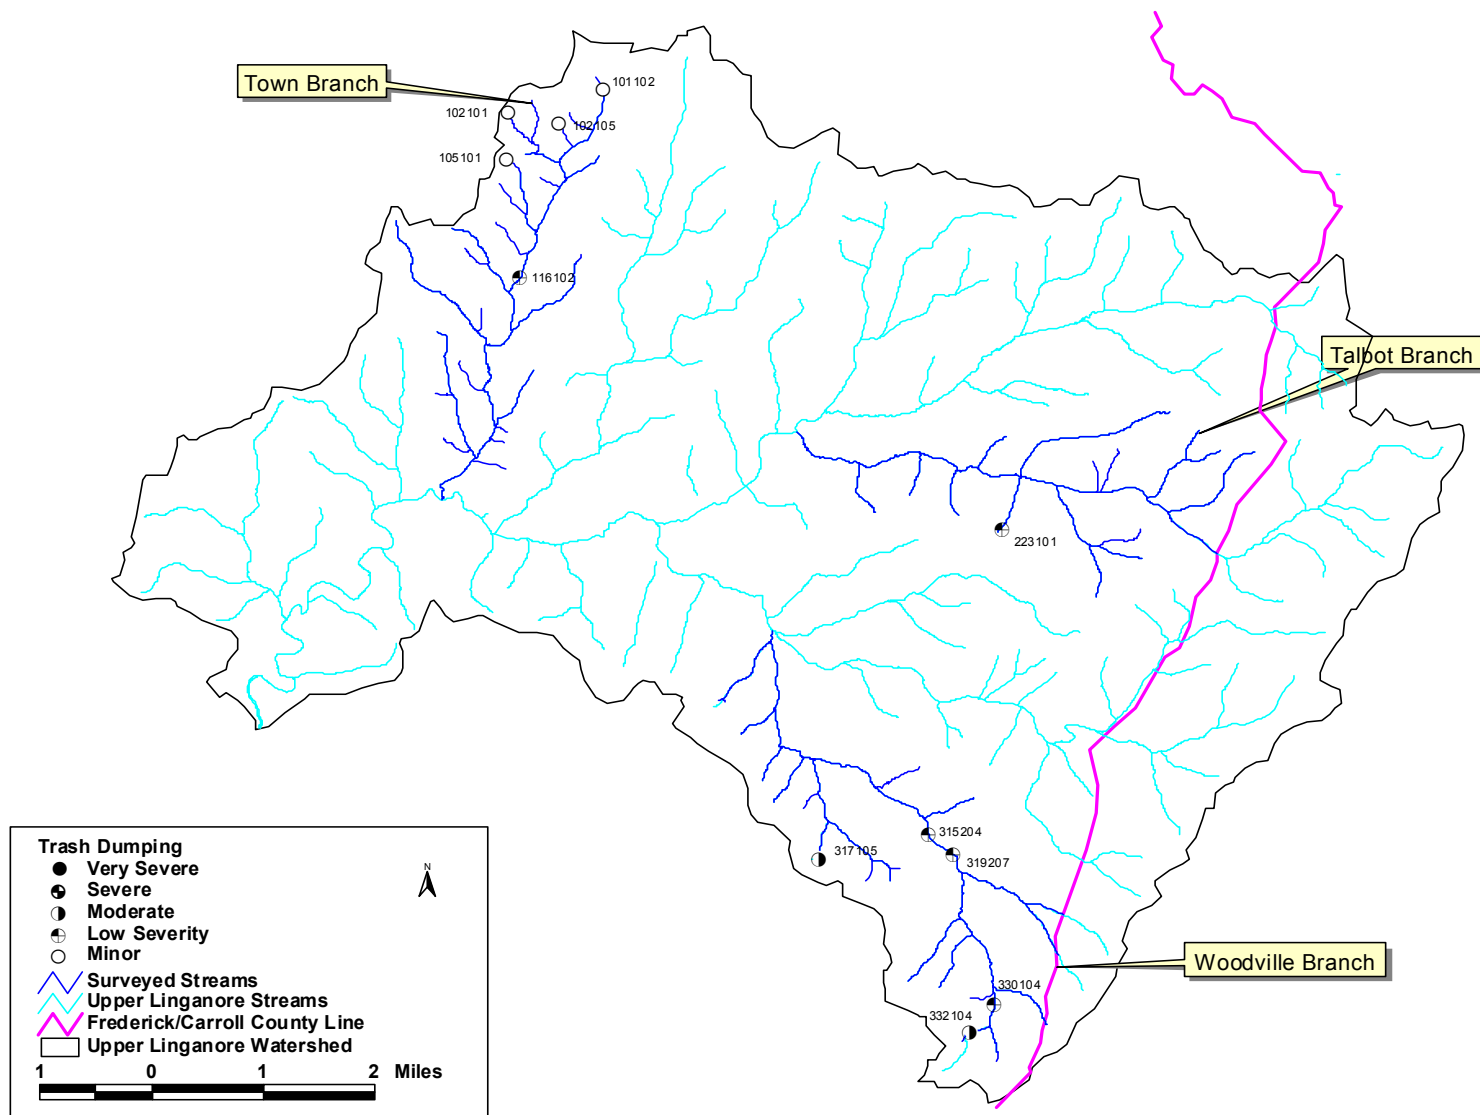 Town Branch
101102
102101
102105
105101
116102
Talbot Branch
223101
315204
317105
319207
Woodville Branch
330104
332104
Trash Dumping
Very Severe
Severe
Moderate
Low Severity
Minor
Surveyed Streams
Upper Linganore Streams
Frederick/Carroll County Line
Upper Linganore Watershed
N
1 0 1 2 Miles